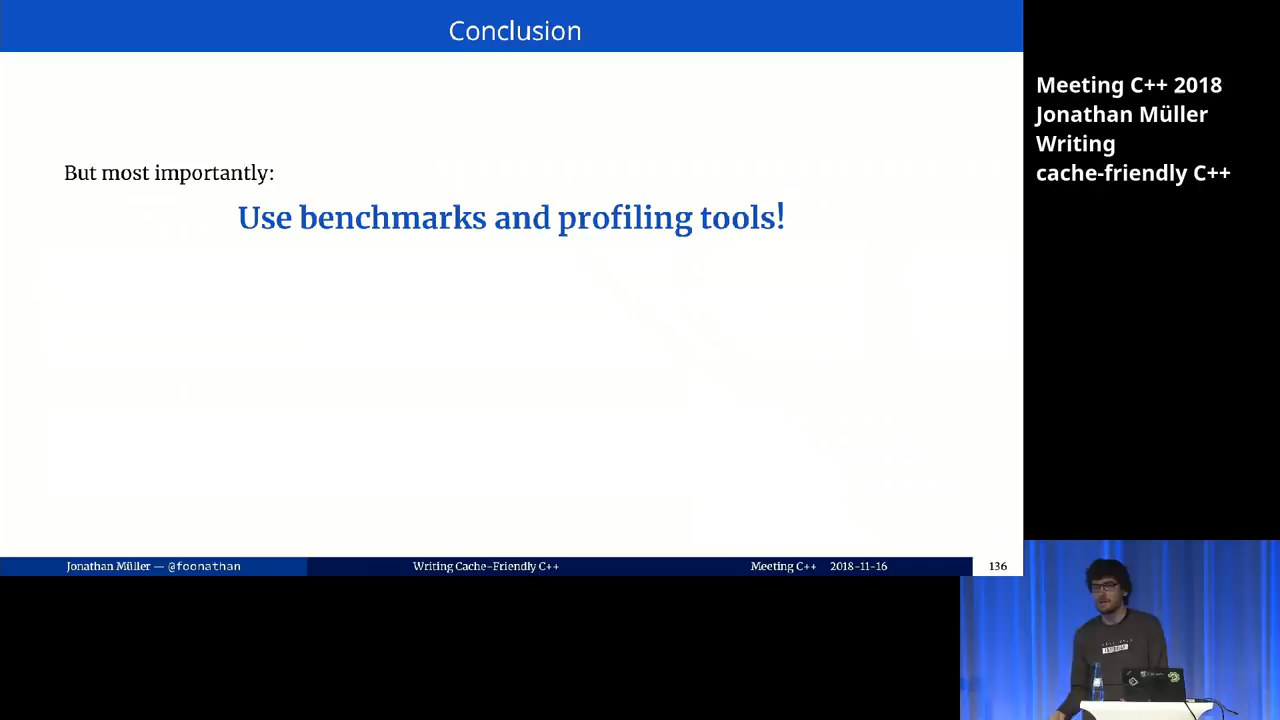 Conclusion
But most importantly:
Use benchmarks and profiling tools!
Jonathan Müller — @foonathan
Writing Cache-Friendly C++
Meeting C++ 2018-11-16
136
Meeting C++ 2018
Jonathan Müller
Writing
cache-friendly C++